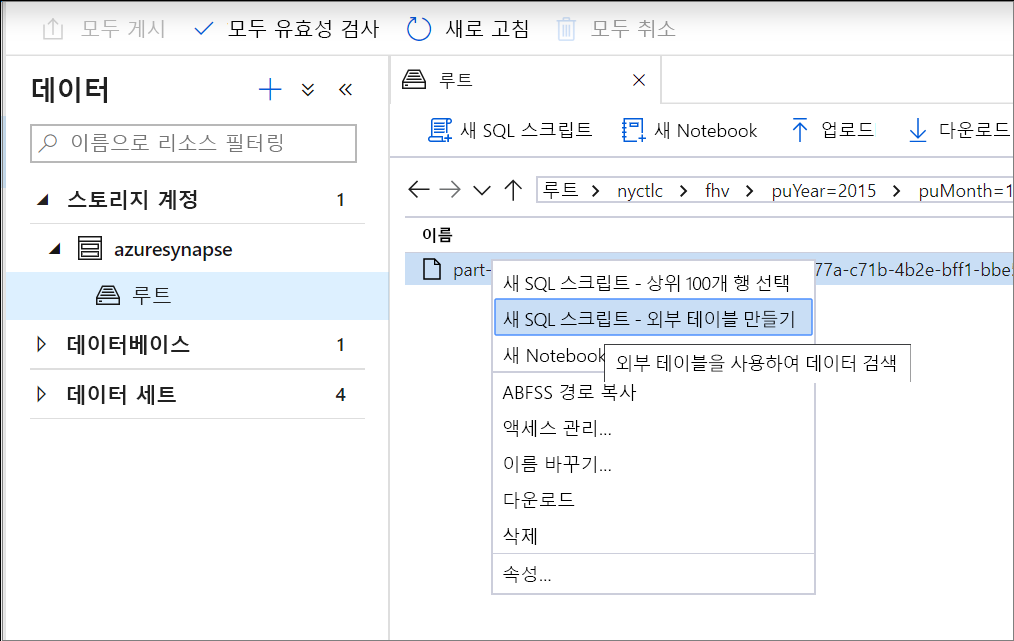 모두 게시 모두 유효성 검사 새로 고침 모두 취소
데이터
이름으로 리소스 필터링
스토리지 계정 1
azuresynapse
루트
데이터베이스 1
데이터 세트 4
루트
새 SQL 스크립트 새 Notebook 업로드 다운로드
루트 > nyctlc > fhv > puYear=2015 > puMonth=1
이름
part- 77a-c71b-4b2e-bff1-bbe
새 SQL 스크립트 - 상위 100개 행 선택
새 SQL 스크립트 - 외부 테이블 만들기
새 Notebook
외부 테이블을 사용하여 데이터 검색
ABFSS 경로 복사
액세스 관리...
이름 바꾸기...
다운로드
삭제
속성...